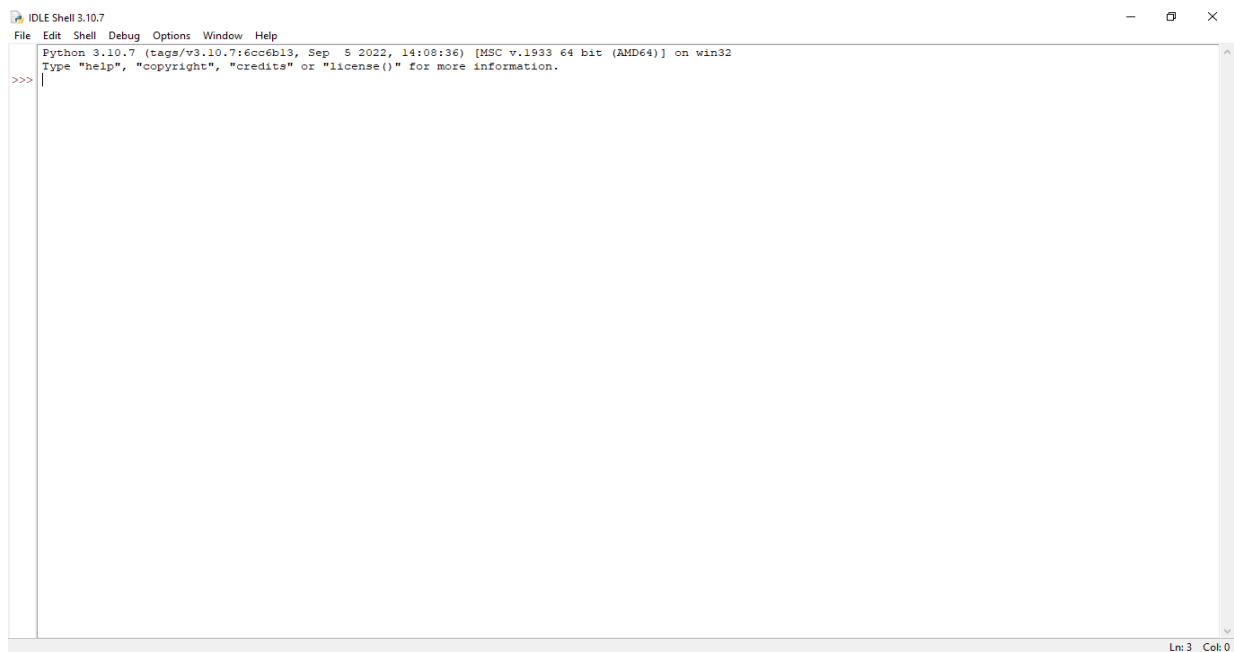 IDLE Shell 3.10.7
File Edit Shell Debug Options Window Help
Python 3.10.7 (tags/v3.10.7:6cc6b13, Sep  5 2022, 14:08:36) [MSC v.1933 64 bit (AMD64)] on win32
Type "help", "copyright", "credits" or "license()" for more information.
>>>
Ln: 3 Col: 0